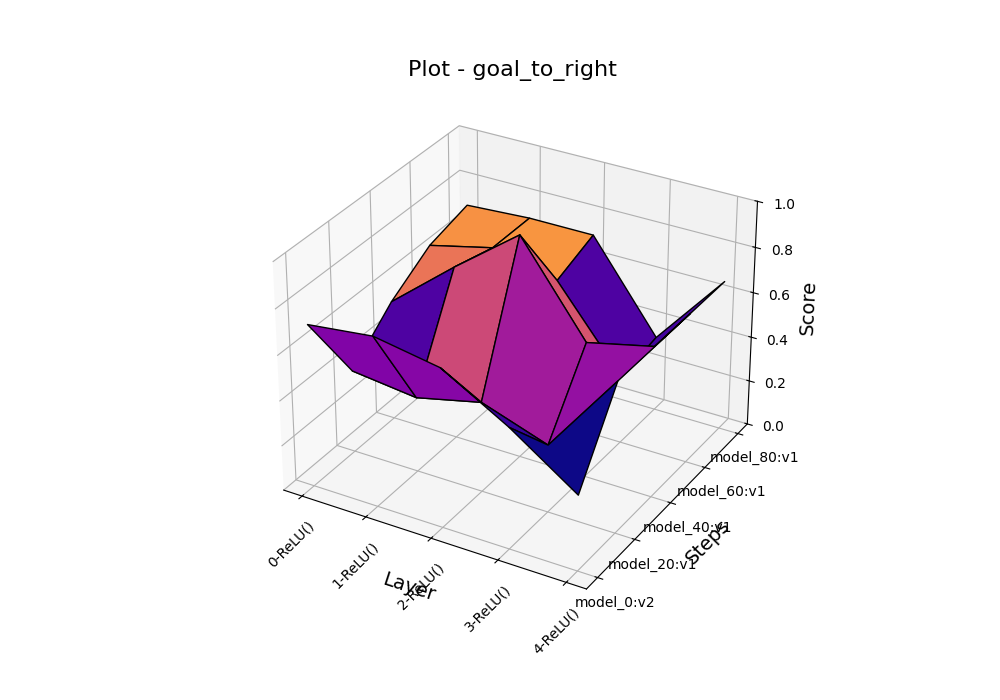 Plot - goal_to_right
1.0
0.8
0.6
0.4
0.2
0.0
Score
model_80:v1
model_60:v1
model_40:v1
model_20:v1
model_0:v2
Steps
0-ReLU()
1-ReLU()
2-ReLU()
3-ReLU()
4-ReLU()
Layer